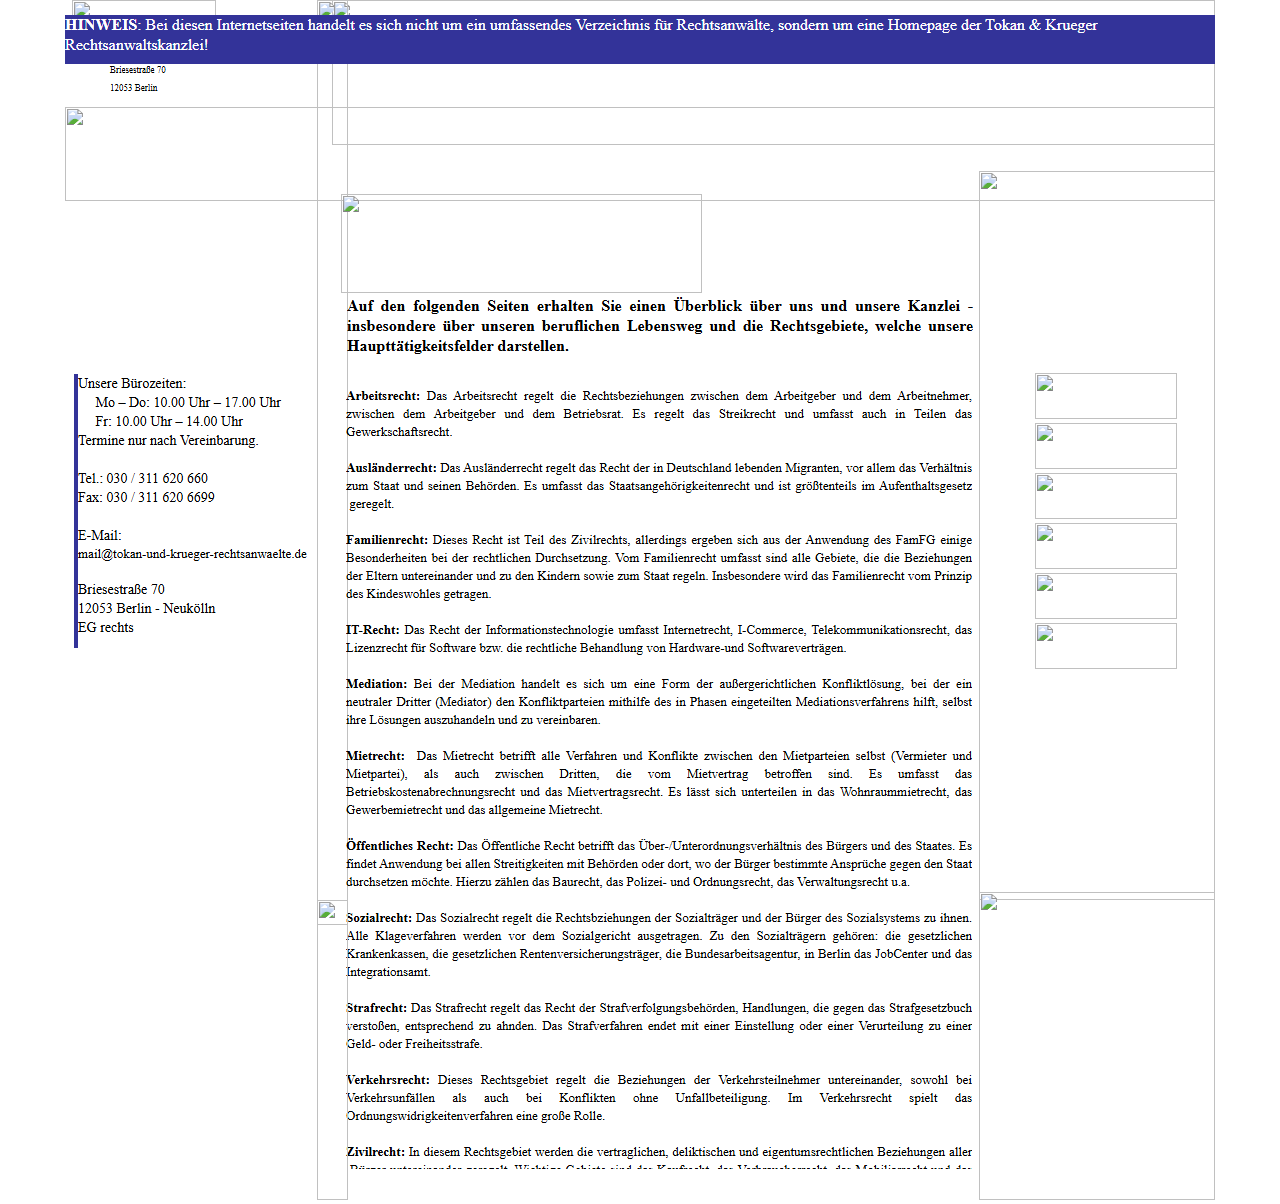 HINWEIS: Bei diesen Internetseiten handelt es sich nicht um ein umfassendes Verzeichnis für Rechtsanwälte, sondern um eine Homepage der Tokan & Krueger
Rechtsanwaltskanzlei!
Briesestraße 70
12053 Berlin
Auf den folgenden Seiten erhalten Sie einen Überblick über uns und unsere Kanzlei -
insbesondere über unseren beruflichen Lebensweg und die Rechtsgebiete, welche unsere
Haupttätigkeitsfelder darstellen.
Unsere Bürozeiten:
Mo – Do: 10.00 Uhr – 17.00 Uhr
Fr: 10.00 Uhr – 14.00 Uhr
Termine nur nach Vereinbarung.
Tel.: 030 / 311 620 660
Fax: 030 / 311 620 6699
E-Mail:
mail@tokan-und-krueger-rechtsanwaelte.de
Briesestraße 70
12053 Berlin - Neukölln
EG rechts
Arbeitsrecht: Das Arbeitsrecht regelt die Rechtsbeziehungen zwischen dem Arbeitgeber und dem Arbeitnehmer,
zwischen dem Arbeitgeber und dem Betriebsrat. Es regelt das Streikrecht und umfasst auch in Teilen das
Gewerkschaftsrecht.
Ausländerrecht: Das Ausländerrecht regelt das Recht der in Deutschland lebenden Migranten, vor allem das Verhältnis
zum Staat und seinen Behörden. Es umfasst das Staatsangehörigkeitenrecht und ist größtenteils im Aufenthaltsgesetz
geregelt.
Familienrecht: Dieses Recht ist Teil des Zivilrechts, allerdings ergeben sich aus der Anwendung des FamFG einige
Besonderheiten bei der rechtlichen Durchsetzung. Vom Familienrecht umfasst sind alle Gebiete, die die Beziehungen
der Eltern untereinander und zu den Kindern sowie zum Staat regeln. Insbesondere wird das Familienrecht vom Prinzip
des Kindeswohles getragen.
IT-Recht: Das Recht der Informationstechnologie umfasst Internetrecht, I-Commerce, Telekommunikationsrecht, das
Lizenzrecht für Software bzw. die rechtliche Behandlung von Hardware-und Softwareverträgen.
Mediation: Bei der Mediation handelt es sich um eine Form der außergerichtlichen Konfliktlösung, bei der ein
neutraler Dritter (Mediator) den Konfliktparteien mithilfe des in Phasen eingeteilten Mediationsverfahrens hilft, selbst
ihre Lösungen auszuhandeln und zu vereinbaren.
Mietrecht: Das Mietrecht betrifft alle Verfahren und Konflikte zwischen den Mietparteien selbst (Vermieter und
Mietpartei), als auch zwischen Dritten, die vom Mietvertrag betroffen sind. Es umfasst das
Betriebskostenabrechnungsrecht und das Mietvertragsrecht. Es lässt sich unterteilen in das Wohnraummietrecht, das
Gewerbemietrecht und das allgemeine Mietrecht.
Öffentliches Recht: Das Öffentliche Recht betrifft das Über-/Unterordnungsverhältnis des Bürgers und des Staates. Es
findet Anwendung bei allen Streitigkeiten mit Behörden oder dort, wo der Bürger bestimmte Ansprüche gegen den Staat
durchsetzen möchte. Hierzu zählen das Baurecht, das Polizei- und Ordnungsrecht, das Verwaltungsrecht u.a.
Sozialrecht: Das Sozialrecht regelt die Rechtsbziehungen der Sozialträger und der Bürger des Sozialsystems zu ihnen.
Alle Klageverfahren werden vor dem Sozialgericht ausgetragen. Zu den Sozialträgern gehören: die gesetzlichen
Krankenkassen, die gesetzlichen Rentenversicherungsträger, die Bundesarbeitsagentur, in Berlin das JobCenter und das
Integrationsamt.
Strafrecht: Das Strafrecht regelt das Recht der Strafverfolgungsbehörden, Handlungen, die gegen das Strafgesetzbuch
verstoßen, entsprechend zu ahnden. Das Strafverfahren endet mit einer Einstellung oder einer Verurteilung zu einer
Geld- oder Freiheitsstrafe.
Verkehrsrecht: Dieses Rechtsgebiet regelt die Beziehungen der Verkehrsteilnehmer untereinander, sowohl bei
Verkehrsunfällen als auch bei Konflikten ohne Unfallbeteiligung. Im Verkehrsrecht spielt das
Ordnungswidrigkeitenverfahren eine große Rolle.
Zivilrecht: In diesem Rechtsgebiet werden die vertraglichen, deliktischen und eigentumsrechtlichen Beziehungen aller
Bürger untereinander geregelt. Wichtige Gebiete sind das Kaufrecht, das Verbraucherrecht, das Mobiliarrecht und das